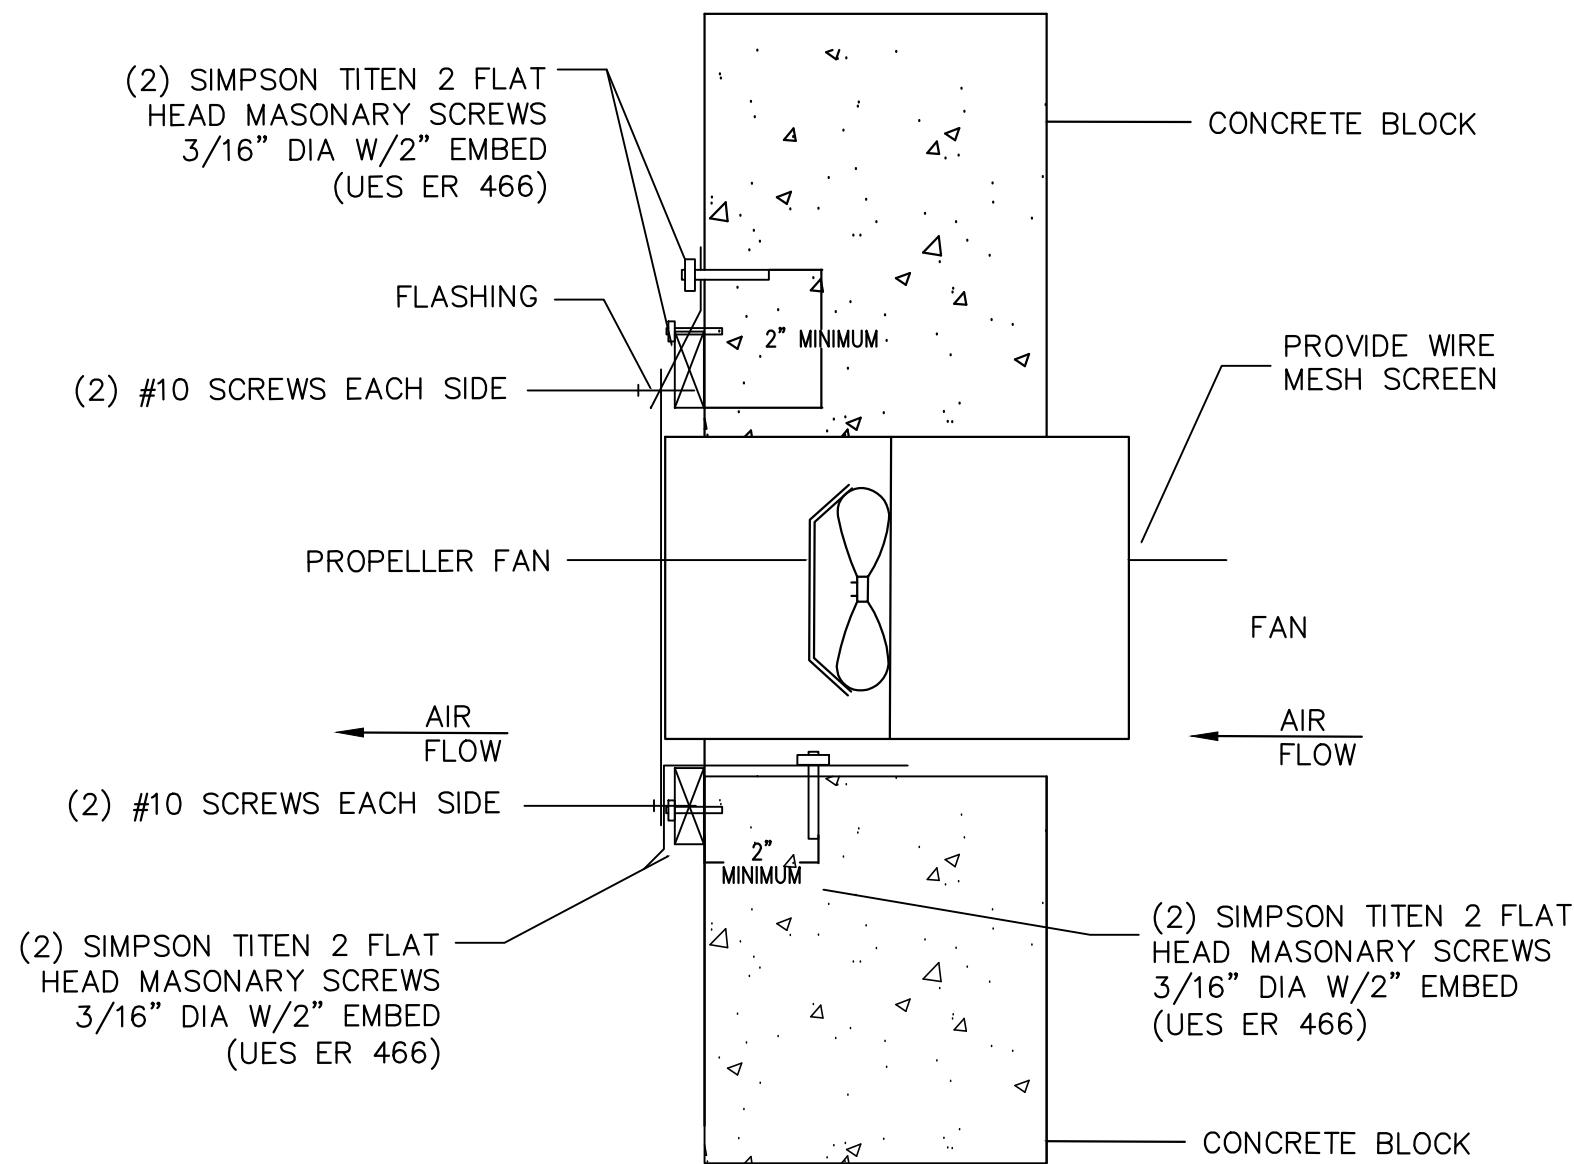 (2) SIMPSON TITEN 2 FLAT
HEAD MASONARY SCREWS
3/16" DIA W/2" EMBED
(UES ER 466)
CONCRETE BLOCK
FLASHING
2" MINIMUM
PROVIDE WIRE
MESH SCREEN
(2) #10 SCREWS EACH SIDE
PROPELLER FAN
FAN
AIR
FLOW
AIR
FLOW
(2) #10 SCREWS EACH SIDE
2"
MINIMUM
(2) SIMPSON TITEN 2 FLAT
HEAD MASONARY SCREWS
3/16" DIA W/2" EMBED
(UES ER 466)
(2) SIMPSON TITEN 2 FLAT
HEAD MASONARY SCREWS
3/16" DIA W/2" EMBED
(UES ER 466)
CONCRETE BLOCK